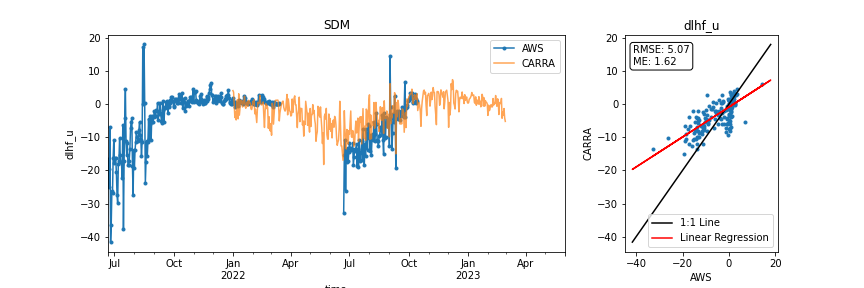 SDM
dlhf_u
20
10
0
−10
−20
−30
−40
dlhf_u
AWS
CARRA
Jul
Oct
Jan
2022
Apr
Jul
Oct
Jan
2023
Apr
20
10
0
−10
−20
−30
−40
CARRA
RMSE: 5.07
ME: 1.62
1:1 Line
Linear Regression
−40
−20
0
20
AWS